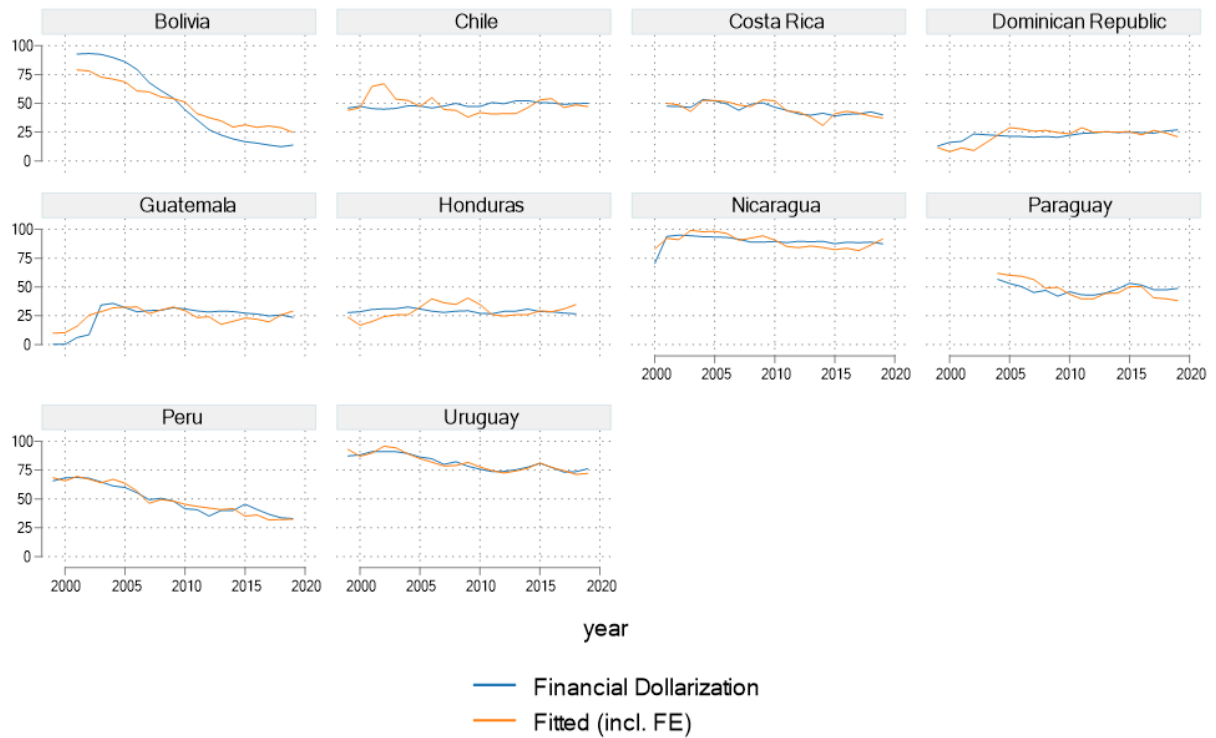 Bolivia Chile Costa Rica Dominican Republic
100
75
50
25
0
Guatemala Honduras Nicaragua Paraguay
100
75
50
25
0
2000 2005 2010 2015 2020 2000 2005 2010 2015 2020
Peru Uruguay
100
75
50
25
0
2000 2005 2010 2015 2020 2000 2005 2010 2015 2020
year
Financial Dollarization
Fitted (incl. FE)